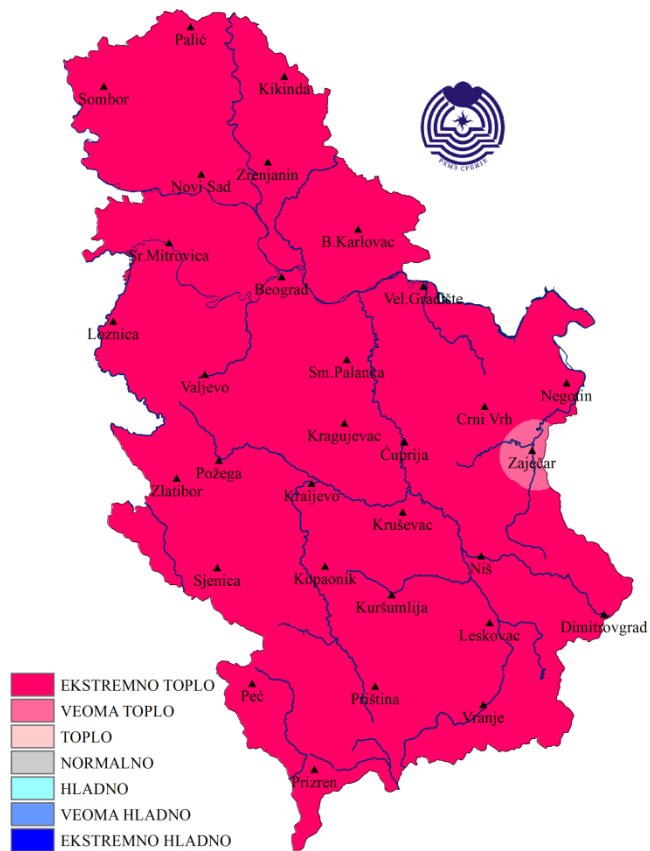 Palić
Kikinda
Sombor
Zrenjanin
Novi Sad
РХМЗ СРБИЈЕ
B.Karlovac
Sr.Mitrovica
Beograd
Vel.Gradište
Loznica
Sm.Palanka
Valjevo
Negotin
Crni Vrh
Kragujevac
Ćuprija
Zaječar
Požega
Zlatibor
Kraljevo
Kruševac
Niš
Sjenica
Kopaonik
Kuršumlija
Dimitrovgrad
Leskovac
Peć
Priština
Vranje
Prizren
EKSTREMNO TOPLO
VEOMA TOPLO
TOPLO
NORMALNO
HLADNO
VEOMA HLADNO
EKSTREMNO HLADNO